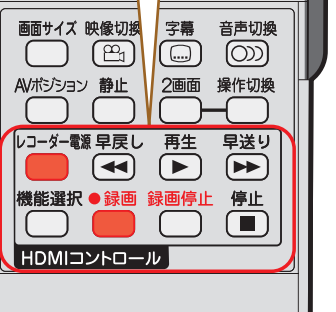 画面サイズ 映像切換 字幕 音声切換
AVポジション 静止 2画面 操作切換
レコーダー電源 早戻し 再生 早送り
機能選択 ●録画 録画停止 停止
HDMIコントロール